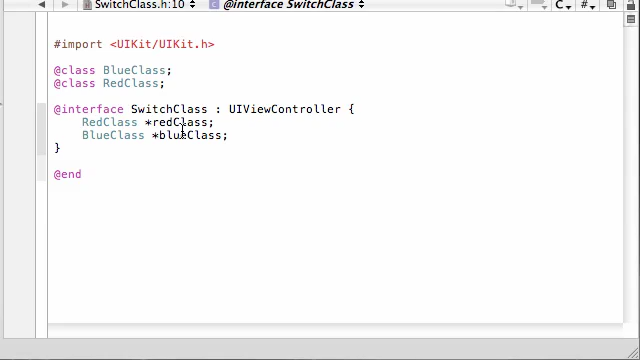 SwitchClass.h:10 C @interface SwitchClass C #
#import <UIKit/UIKit.h>
@class BlueClass;
@class RedClass;
@interface SwitchClass : UIViewController {
RedClass *redClass;
BlueClass *blueClass;
}
@end